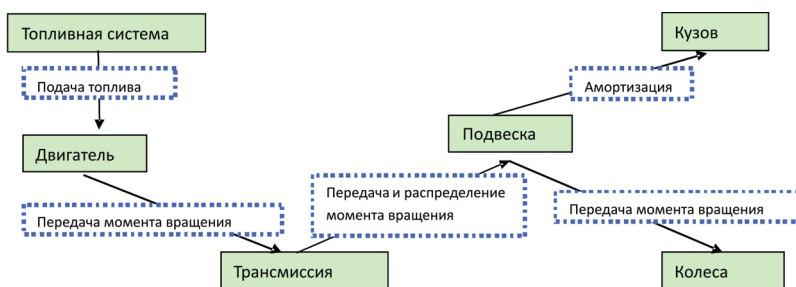 Топливная система
Кузов
Подача топлива
Амортизация
Подвеска
Двигатель
Передача и распределение
момента вращения
Передача момента вращения
Передача момента вращения
Трансмиссия
Колеса